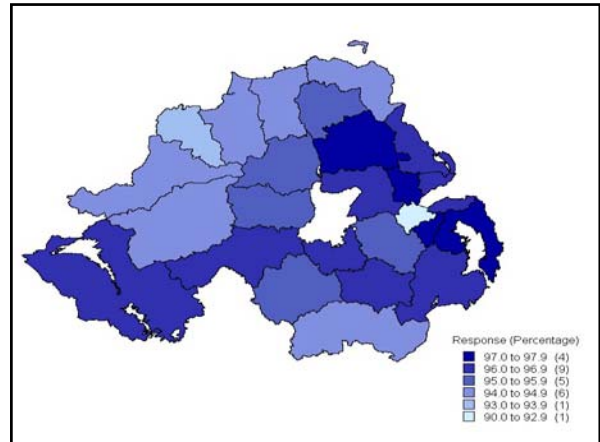 Response (Percentage)
97.0 to 97.9 (4)
96.0 to 96.9 (9)
95.0 to 95.9 (5)
94.0 to 94.9 (6)
93.0 to 93.9 (1)
90.0 to 92.9 (1)